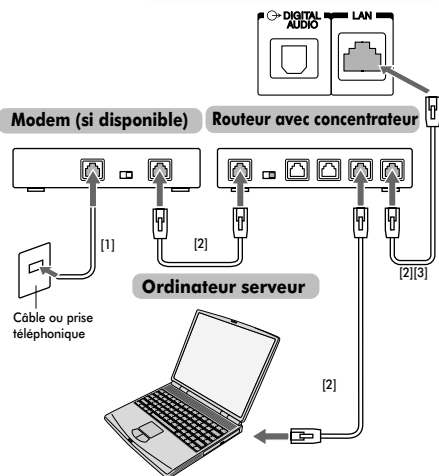 DIGITAL
AUDIO
LAN
Modem (si disponible)
Routeur avec concentrateur
[1]
[2]
[2][3]
Ordinateur serveur
Câble ou prise
téléphonique
[2]